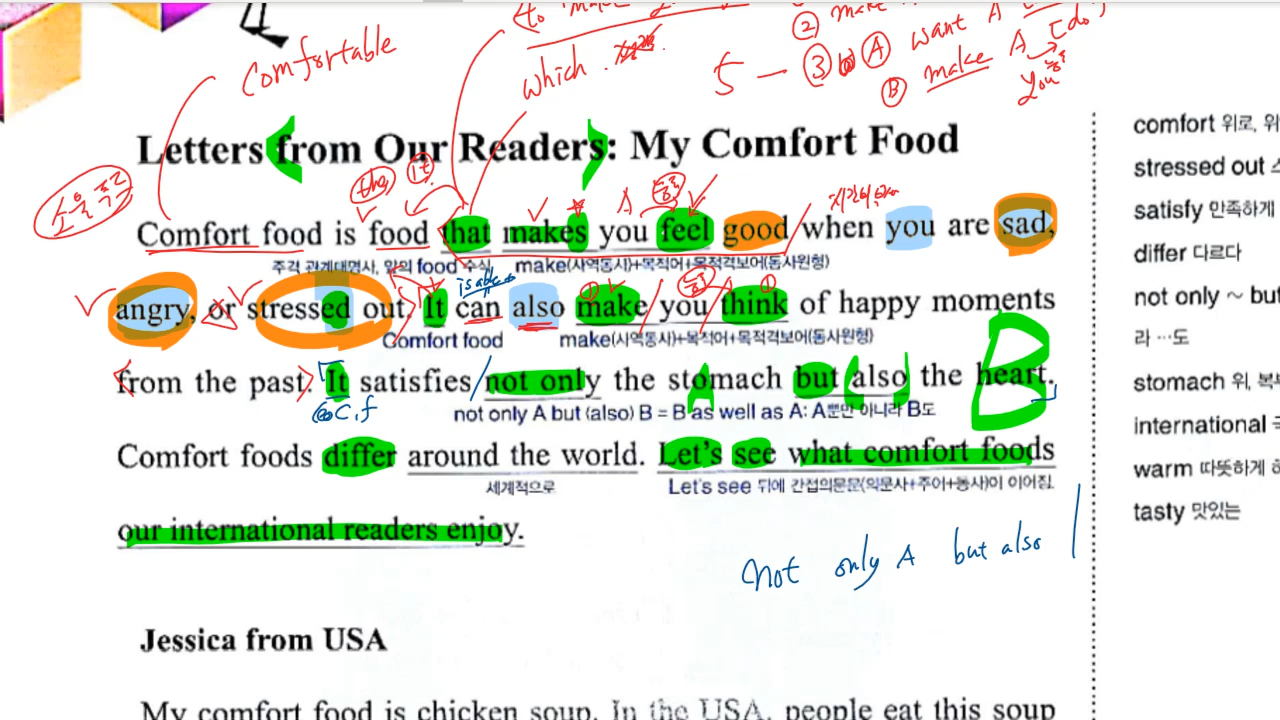 ② make
A
Comfortable
which
want A
5 - ③
Ⓐ
[do,
Ⓑ make A
you
Letters from Our Readers: My Comfort Food
소울푸드
the
it
A
Comfort food is food that makes you feel good when you are sad,
주격 관계대명사, 앞의 food 수식
make(사역동사)+목적어+목적격보어(동사원형)
is able to
angry, or stressed out. It can also make you think of happy moments
Comfort food
make(사역동사)+목적어+목적격보어(동사원형)
from the past. It satisfies not only the stomach but also the heart.
C.f
A
B
not only A but (also) B = B as well as A: A뿐만 아니라 B도
Comfort foods differ around the world. Let's see what comfort foods
세계적으로
Let's see 뒤에 간접의문문(의문사+주어+동사)이 이어짐.
our international readers enjoy.
Not only A but also
Jessica from USA
My comfort food is chicken soup. In the USA, people eat this soup
comfort 위로, 위
stressed out
satisfy 만족하게
differ 다르다
not only ~ but
라 …도
stomach 위, 복부
international
warm 따뜻하게
tasty 맛있는